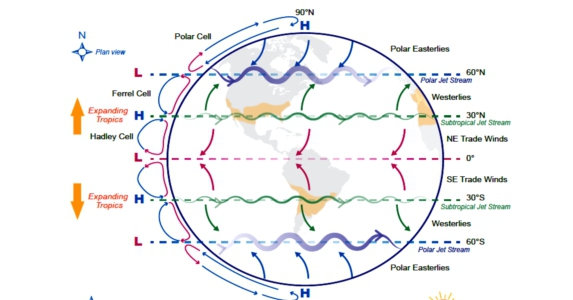 90°N
H
Polar Cell
N
Plan view
Polar Easterlies
L
60°N
Polar Jet Stream
Ferrel Cell
Westerlies
Expanding
Tropics
H
30°N
Subtropical Jet Stream
Hadley Cell
NE Trade Winds
L
0°
SE Trade Winds
Expanding
Tropics
H
30°S
Subtropical Jet Stream
Westerlies
L
60°S
Polar Jet Stream
Polar Easterlies
H